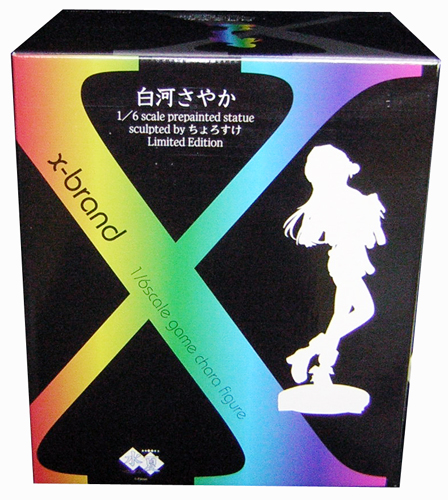 白河さやか
1/6 scale prepainted statue
sculpted by ちょろすけ
Limited Edition
x-brand
1/6scale game chara figure